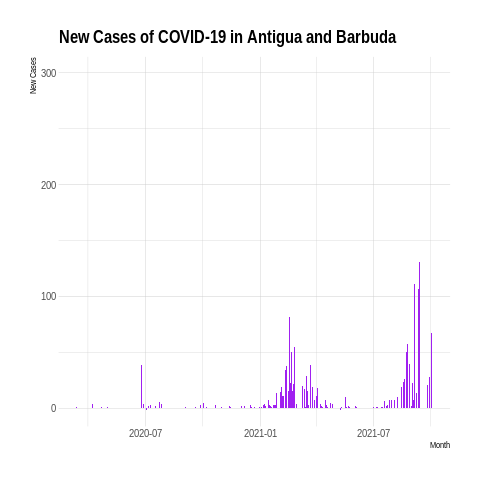 New Cases of COVID-19 in Antigua and Barbuda
New Cases
300
200
100
0
2020-07
2021-01
2021-07
Month